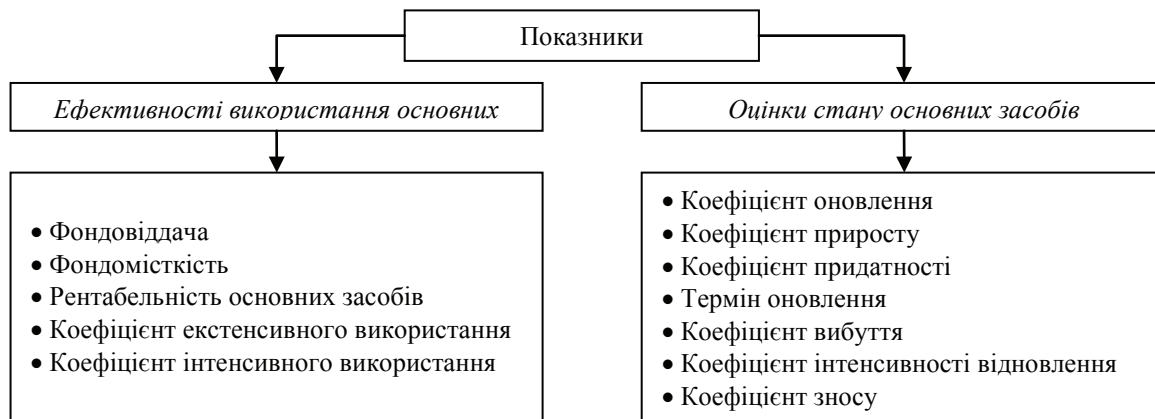 Показники
Ефективності використання основних
Оцінки стану основних засобів
• Фондовіддача
• Фондомісткість
• Рентабельність основних засобів
• Коефіцієнт екстенсивного використання
• Коефіцієнт інтенсивного використання
• Коефіцієнт оновлення
• Коефіцієнт приросту
• Коефіцієнт придатності
• Термін оновлення
• Коефіцієнт вибуття
• Коефіцієнт інтенсивності відновлення
• Коефіцієнт зносу